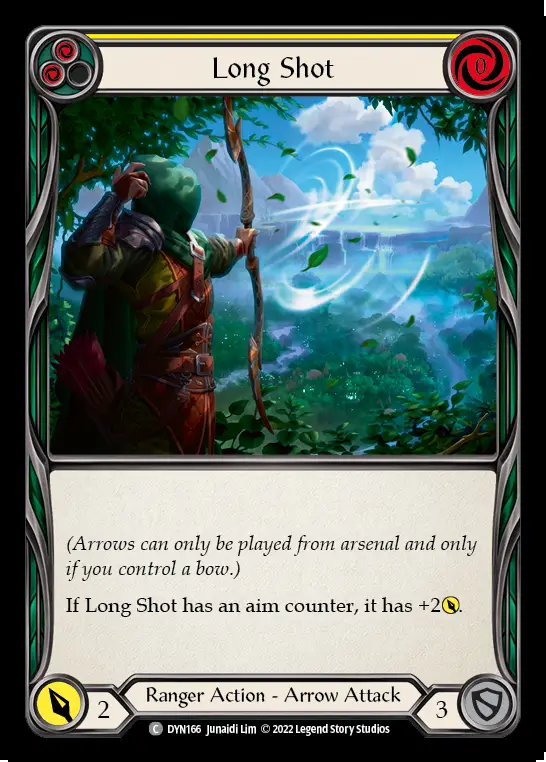 Long Shot
0
(Arrows can only be played from arsenal and only
if you control a bow.)
If Long Shot has an aim counter, it has +2.
2
Ranger Action - Arrow Attack
3
C DYN166 Junaidi Lim © 2022 Legend Story Studios